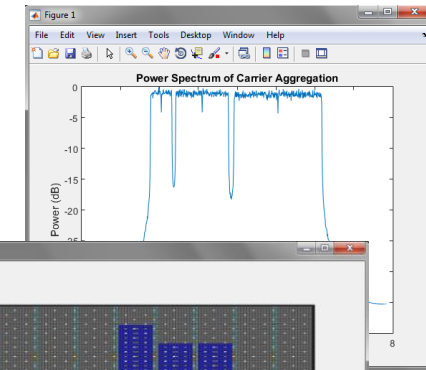 Figure 1
File Edit View Insert Tools Desktop Window Help
Power Spectrum of Carrier Aggregation
0
-5
-10
-15
-20
Power (dB)
8